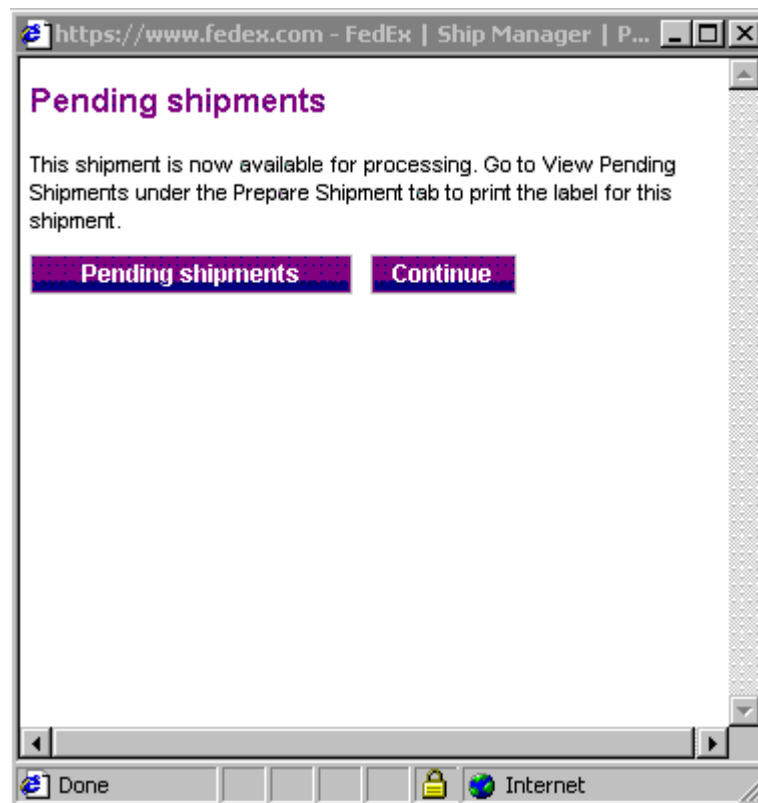 https://www.fedex.com - FedEx | Ship Manager | P...
Pending shipments
This shipment is now available for processing. Go to View Pending
Shipments under the Prepare Shipment tab to print the label for this
shipment.
Pending shipments Continue
Done Internet